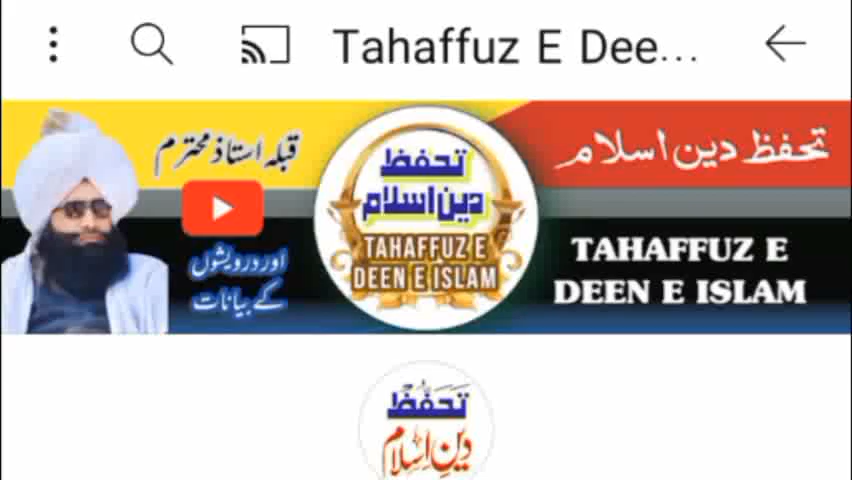 Tahaffuz E Dee...
قبلہ استاذ محترم
اور درویشوں
کے بیانات
تحفظ
دین اسلام
TAHAFFUZ E
DEEN E ISLAM
تحفظ دین اسلام
TAHAFFUZ E
DEEN E ISLAM
تحفظ
دین اسلام